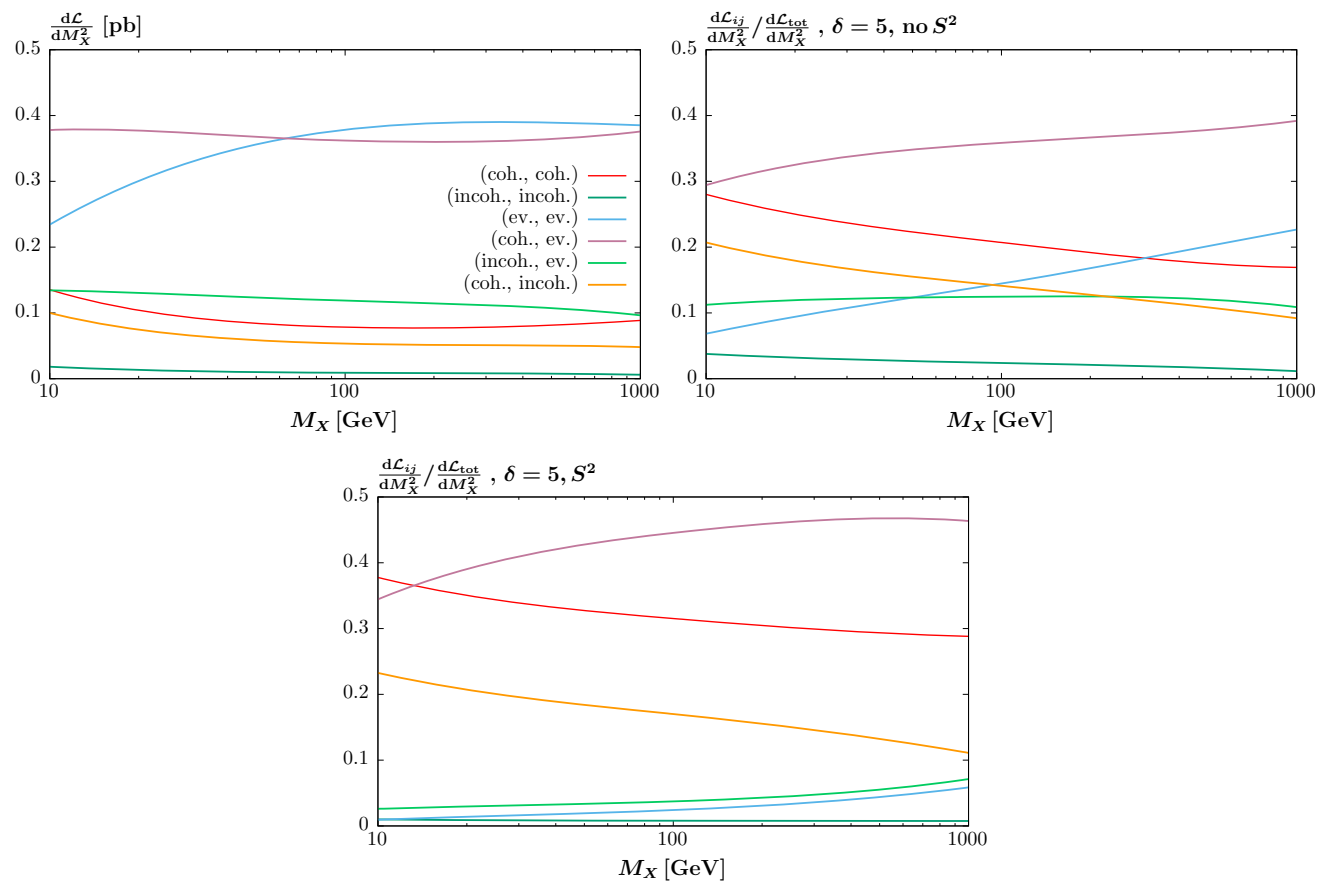 dℒ/dM_X^2 [pb]
0.5
0.4
0.3
0.2
0.1
0
10 100 1000
M_X [GeV]
(coh., coh.)
(incoh., incoh.)
(ev., ev.)
(coh., ev.)
(incoh., ev.)
(coh., incoh.)
dℒ_ij/dM_X^2 / dℒ_tot/dM_X^2 , δ = 5, no S^2
0.5
0.4
0.3
0.2
0.1
0
10 100 1000
M_X [GeV]
dℒ_ij/dM_X^2 / dℒ_tot/dM_X^2 , δ = 5, S^2
0.5
0.4
0.3
0.2
0.1
0
10 100 1000
M_X [GeV]